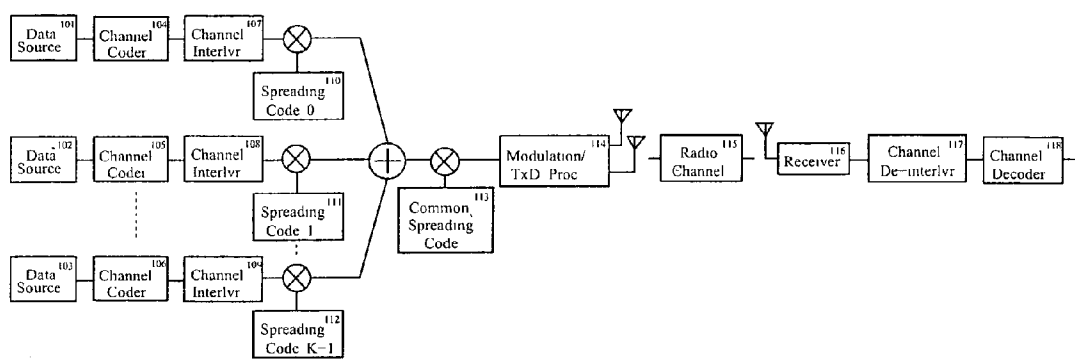 101
Data
Source
104
Channel
Coder
107
Channel
Interlvr
110
Spreading
Code 0
102
Data
Source
105
Channel
Coder
108
Channel
Interlvr
111
Spreading
Code 1
113
Common
Spreading
Code
114
Modulation/
TxD Proc
115
Radio
Channel
116
Receiver
117
Channel
De-interlvr
118
Channel
Decoder
103
Data
Source
106
Channel
Coder
109
Channel
Interlvr
112
Spreading
Code K-1